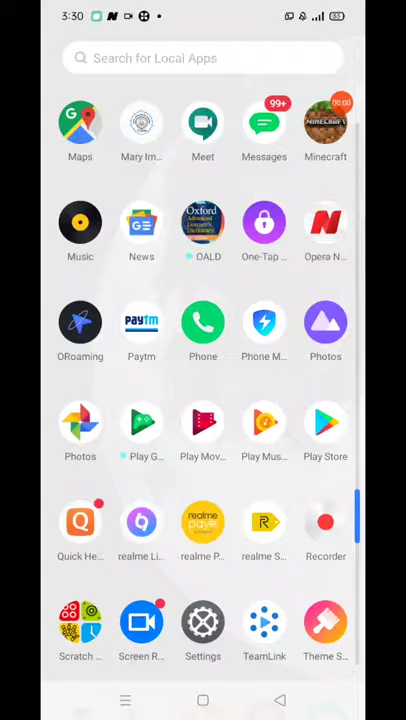 3:30
53
Search for Local Apps
99+
00:00
MINECRAFT
Maps Mary Im... Meet Messages Minecraft
Oxford
Advanced
Learner's
Dictionary
Music News OALD One-Tap ... Opera N...
paytm
ORoaming Paytm Phone Phone M... Photos
Photos Play G... Play Mov... Play Mus... Play Store
realme
Quick He... realme Li... realme P... realme S... Recorder
Scratch ... Screen R... Settings TeamLink Theme S...